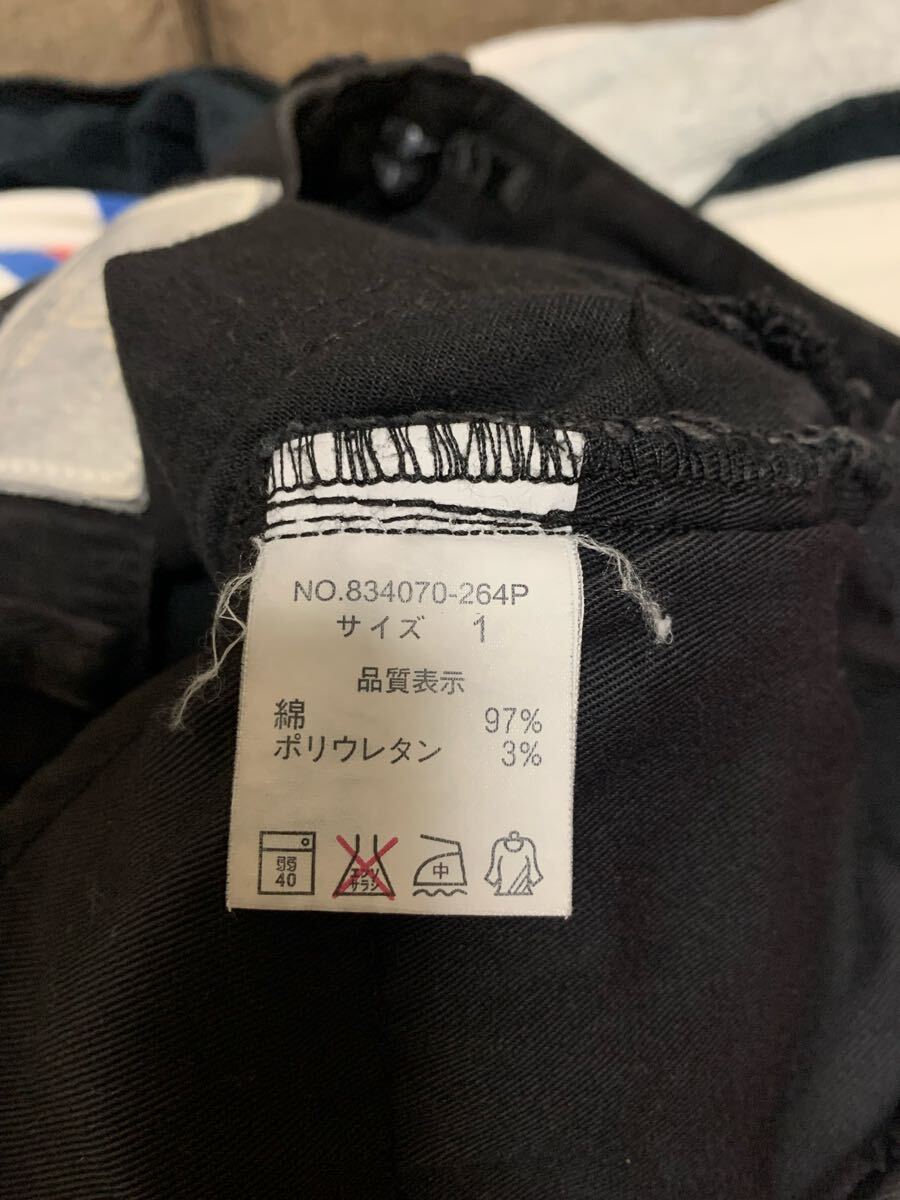 NO.834070-264P
サイズ 1
品質表示
綿 97%
ポリウレタン 3%
弱 40
エンソ サラシ
中